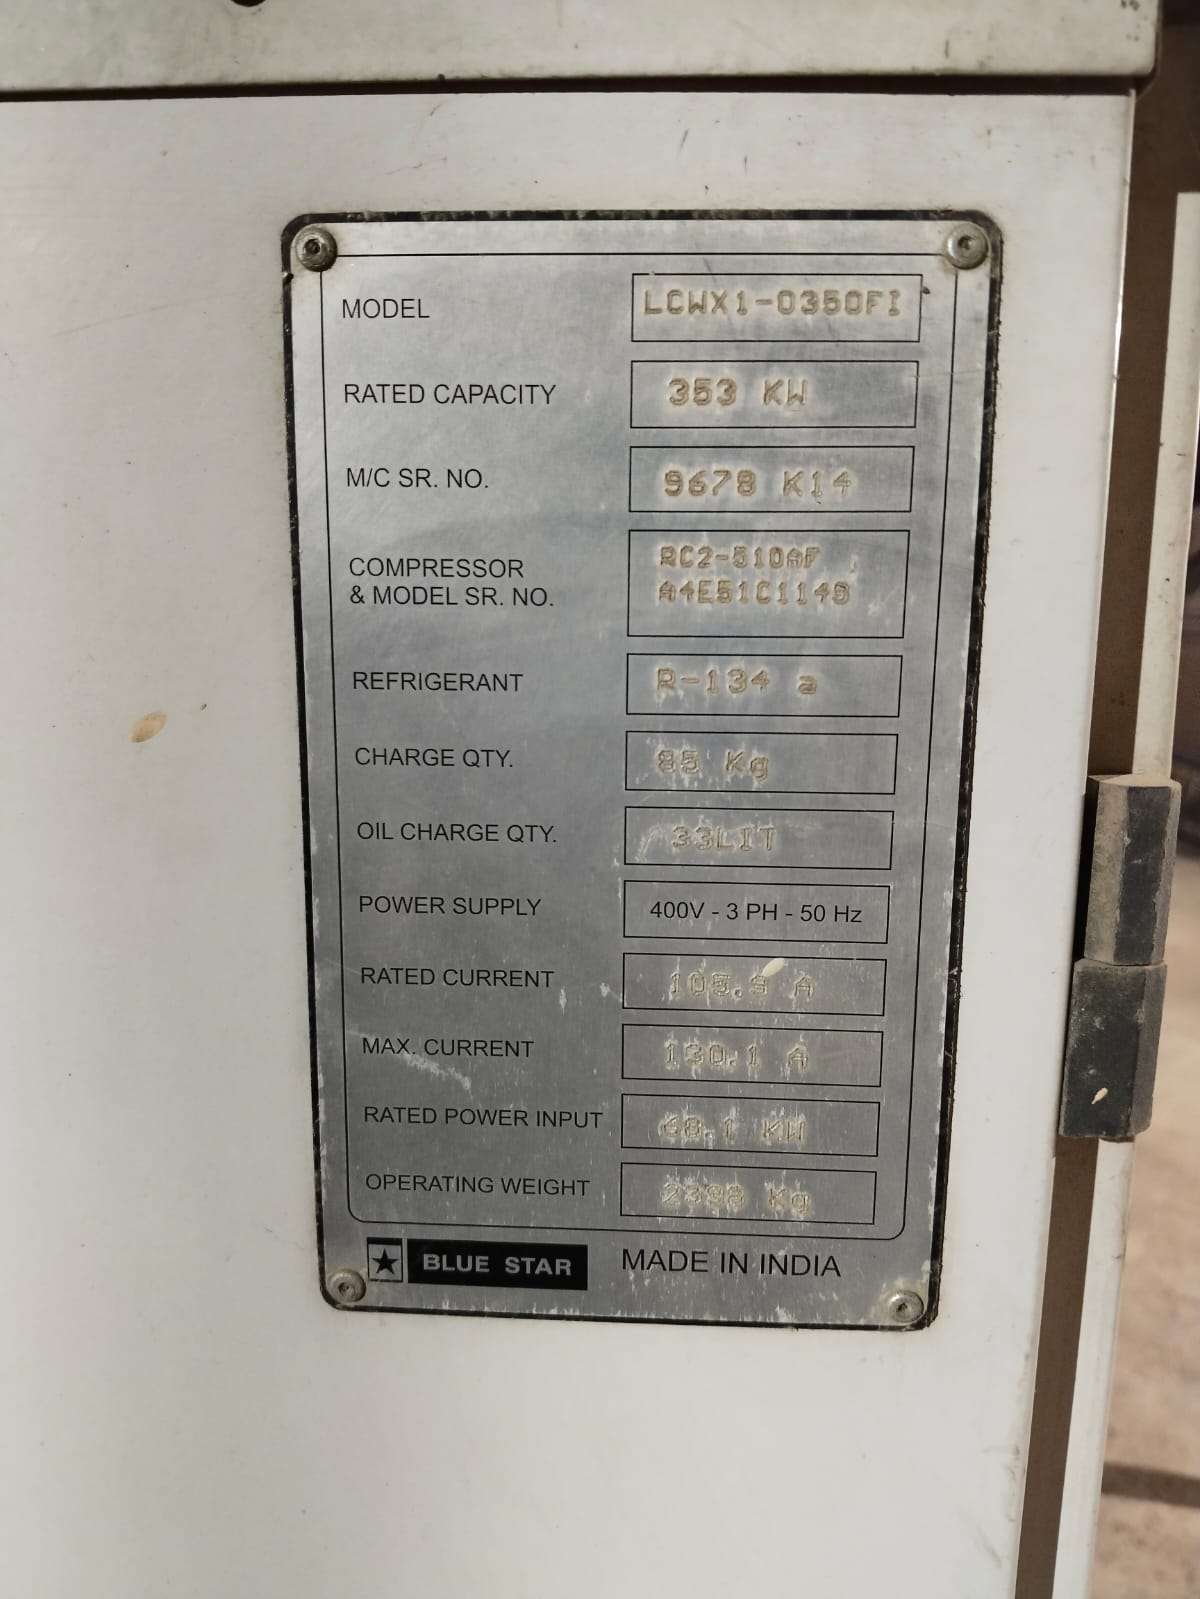 MODEL LCWX1-0350FI
RATED CAPACITY 353 KW
M/C SR. NO. 9678 K14
COMPRESSOR RC2-510AF
& MODEL SR. NO.
REFRIGERANT R-134 a
CHARGE QTY. 85 Kg
OIL CHARGE QTY. 33LIT
POWER SUPPLY 400V - 3 PH - 50 Hz
RATED CURRENT A
MAX. CURRENT 130.1 A
RATED POWER INPUT 68.1 KW
OPERATING WEIGHT Kg
BLUE STAR MADE IN INDIA